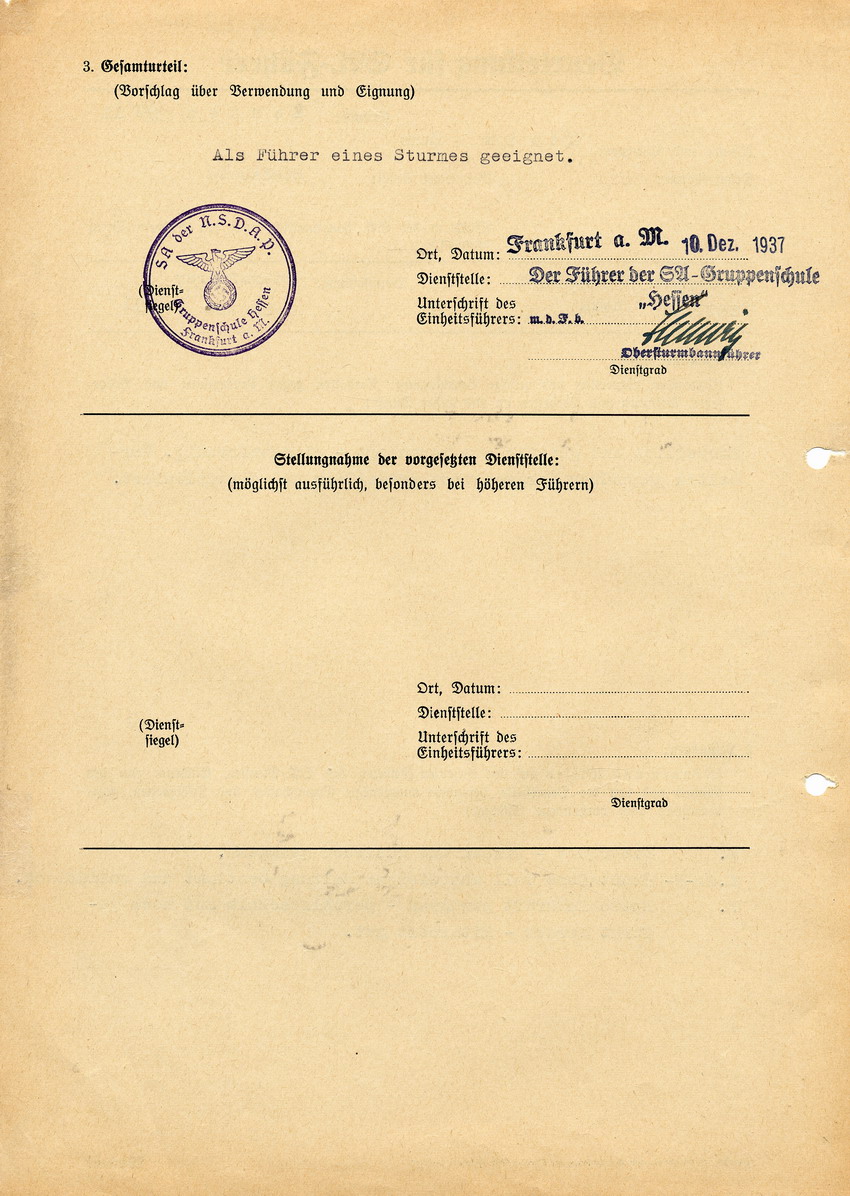 3. Gesamturteil:
(Vorschlag über Verwendung und Eignung)
Als Führer eines Sturmes geeignet.
SA der N.S.D.A.P.
Gruppenschule Hessen
Frankfurt a. M.
(Dienst-
siegel)
Ort, Datum: Frankfurt a. M. 10. Dez. 1937
Dienststelle: Der Führer der SA-Gruppenschule
„Hessen“
Unterschrift des
Einheitsführers: m. d. F. b.
Obersturmbannführer
Dienstgrad
Stellungnahme der vorgesetzten Dienststelle:
(möglichst ausführlich, besonders bei höheren Führern)
Ort, Datum:
Dienststelle:
(Dienst-
siegel)
Unterschrift des
Einheitsführers:
Dienstgrad